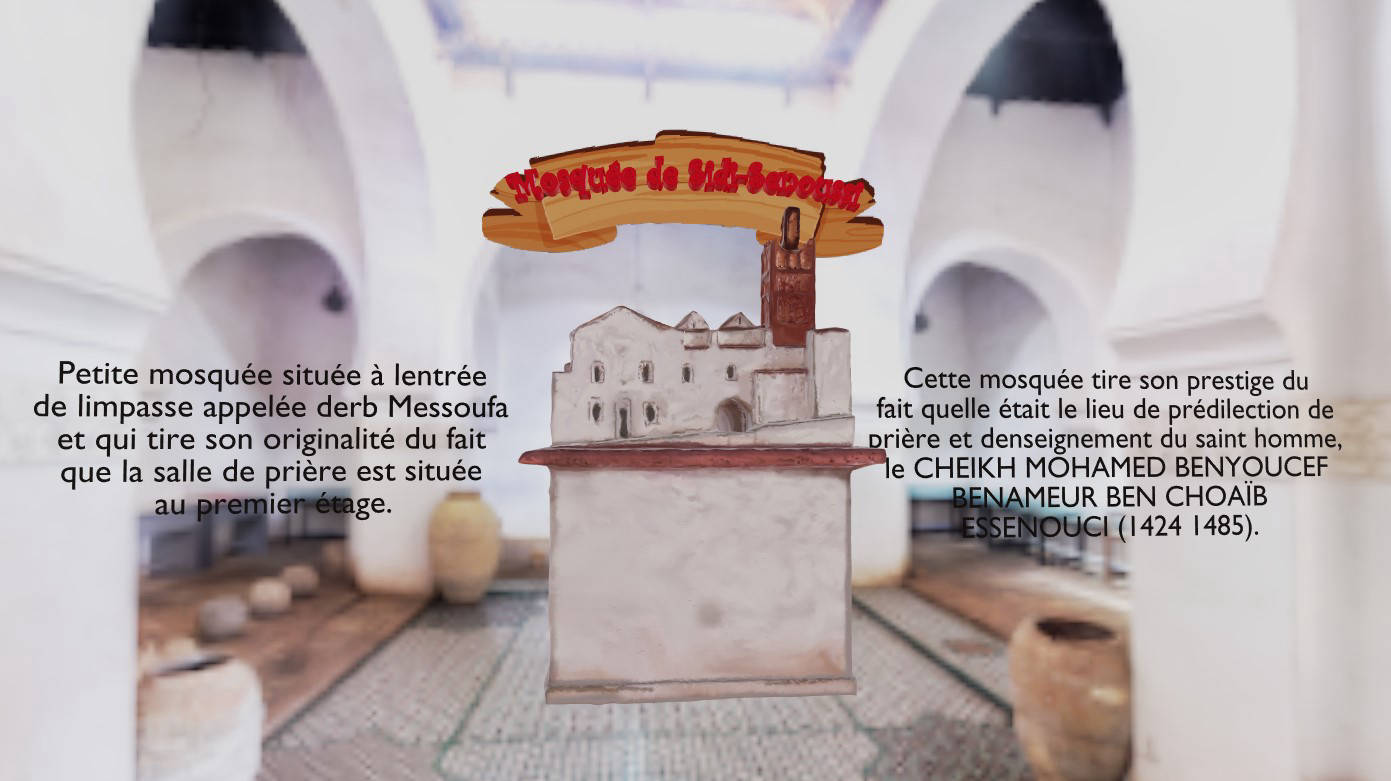 Mosquée de Sidi-Senoussi
Petite mosquée située à lentrée
de limpasse appelée derb Messoufa
et qui tire son originalité du fait
que la salle de prière est située
au premier étage.
Cette mosquée tire son prestige du
fait quelle était le lieu de prédilection de
prière et denseignement du saint homme,
le CHEIKH MOHAMED BENYOUCEF
BENAMEUR BEN CHOAÏB
ESSENOUCI (1424 1485).